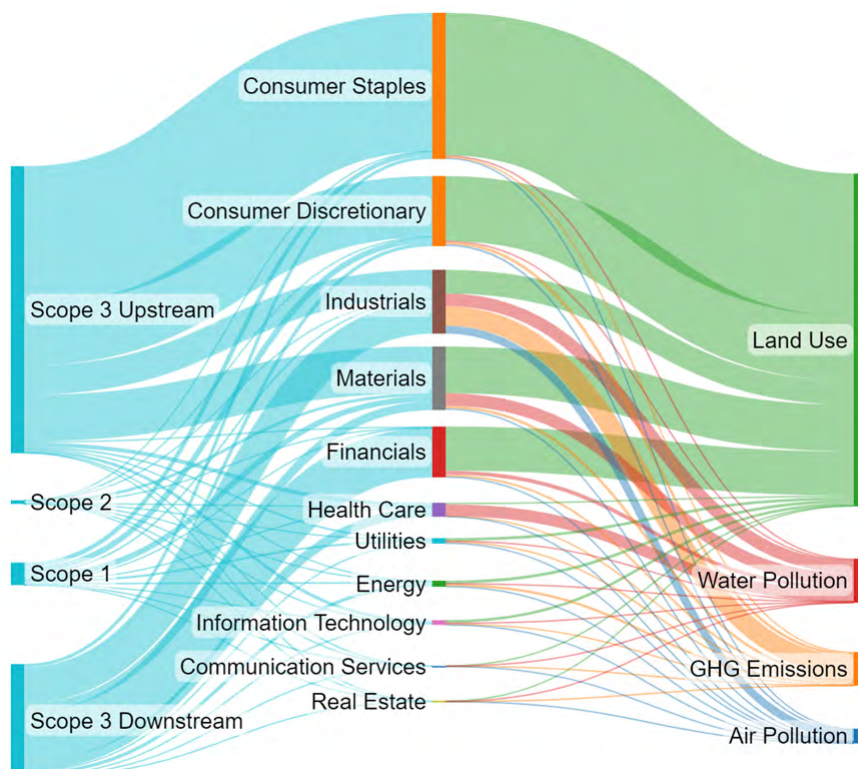 Consumer Staples
Consumer Discretionary
Scope 3 Upstream
Industrials
Land Use
Materials
Financials
Scope 2
Health Care
Utilities
Scope 1
Energy
Water Pollution
Information Technology
Communication Services
GHG Emissions
Real Estate
Scope 3 Downstream
Air Pollution